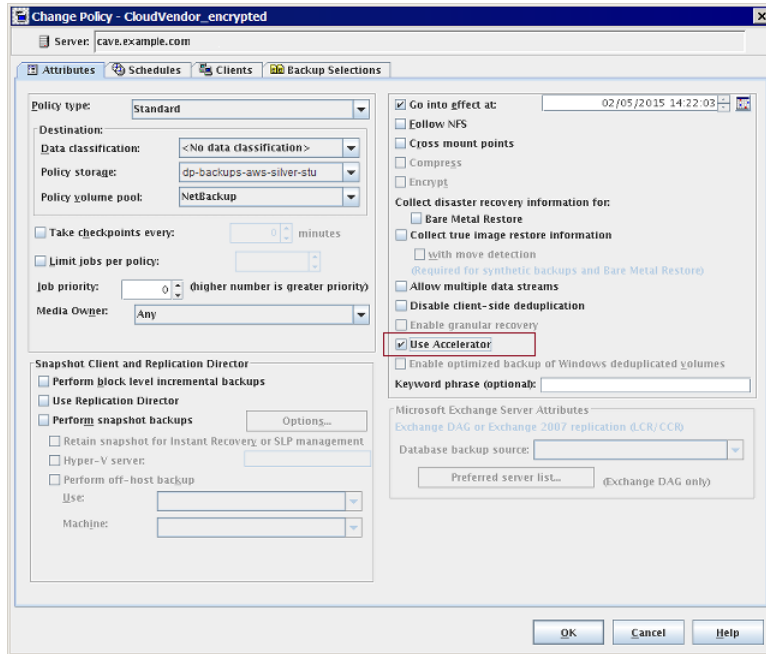 Change Policy - CloudVendor_encrypted
Server: cave.example.com
Attributes Schedules Clients Backup Selections
Policy type: Standard
Destination:
Data classification: <No data classification>
Policy storage: dp-backups-aws-silver-stu
Policy volume pool: NetBackup
Take checkpoints every: 0 minutes
Limit jobs per policy:
Job priority: 0 (higher number is greater priority)
Media Owner: Any
Snapshot Client and Replication Director
Perform block level incremental backups
Use Replication Director
Perform snapshot backups Options...
Retain snapshot for Instant Recovery or SLP management
Hyper-V server:
Perform off-host backup
Use:
Machine:
Go into effect at: 02/05/2015 14:22:03
Follow NFS
Cross mount points
Compress
Encrypt
Collect disaster recovery information for:
Bare Metal Restore
Collect true image restore information
with move detection
(Required for synthetic backups and Bare Metal Restore)
Allow multiple data streams
Disable client-side deduplication
Enable granular recovery
Use Accelerator
Enable optimized backup of Windows deduplicated volumes
Keyword phrase (optional):
Microsoft Exchange Server Attributes
Exchange DAG or Exchange 2007 replication (LCR/CCR)
Database backup source:
Preferred server list... (Exchange DAG only)
OK Cancel Help